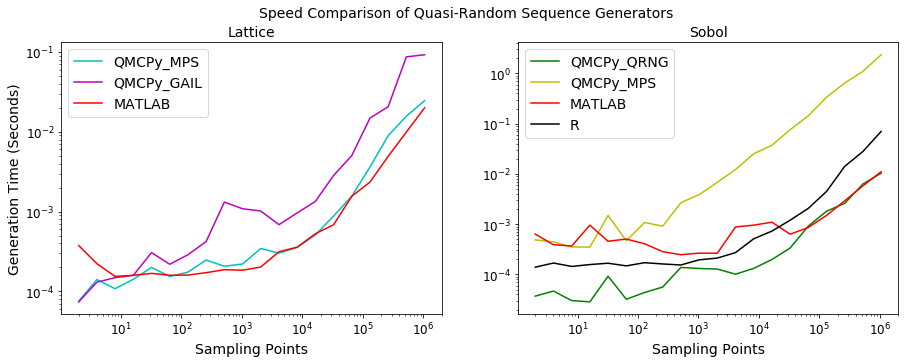 Speed Comparison of Quasi-Random Sequence Generators
Lattice
QMCPy_MPS
QMCPy_GAIL
MATLAB
Generation Time (Seconds)
10⁻¹
10⁻²
10⁻³
10⁻⁴
10¹ 10² 10³ 10⁴ 10⁵ 10⁶
Sampling Points
Sobol
QMCPy_QRNG
QMCPy_MPS
MATLAB
R
10⁰
10⁻¹
10⁻²
10⁻³
10⁻⁴
10¹ 10² 10³ 10⁴ 10⁵ 10⁶
Sampling Points